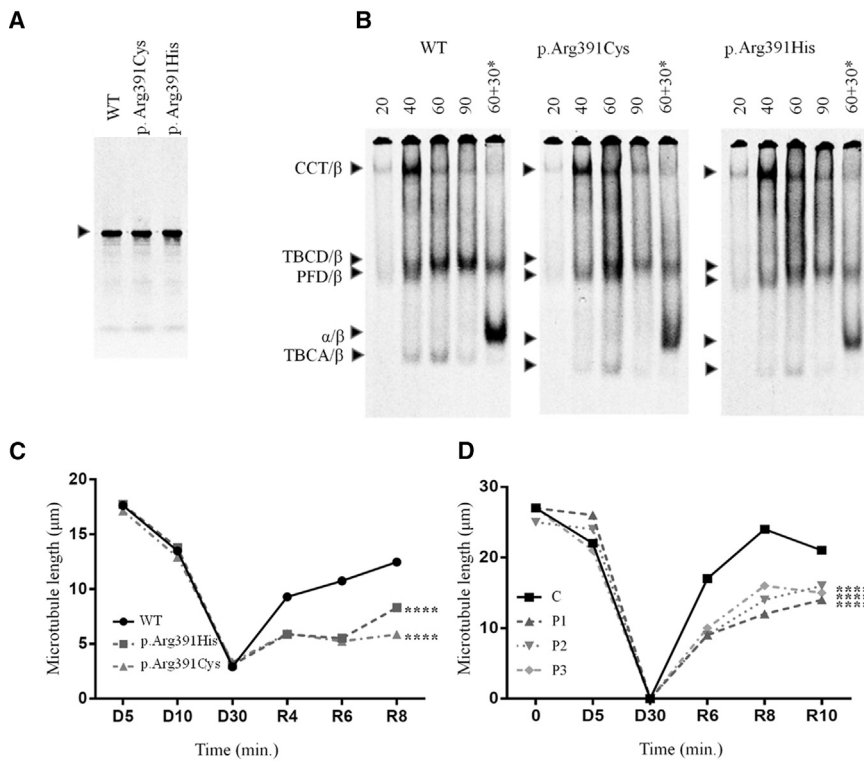 A
WT
p. Arg391Cys
p. Arg391His
B
WT
p.Arg391Cys
p.Arg391His
20
40
60
90
60+30*
20
40
60
90
60+30*
20
40
60
90
60+30*
CCT/β
TBCD/β
PFD/β
α/β
TBCA/β
C
Microtubule length (μm)
20
15
10
5
0
WT
p.Arg391His
p.Arg391Cys
****
****
D5
D10
D30
R4
R6
R8
Time (min.)
D
Microtubule length (μm)
30
20
10
0
C
P1
P2
P3
****
****
****
0
D5
D30
R6
R8
R10
Time (min.)